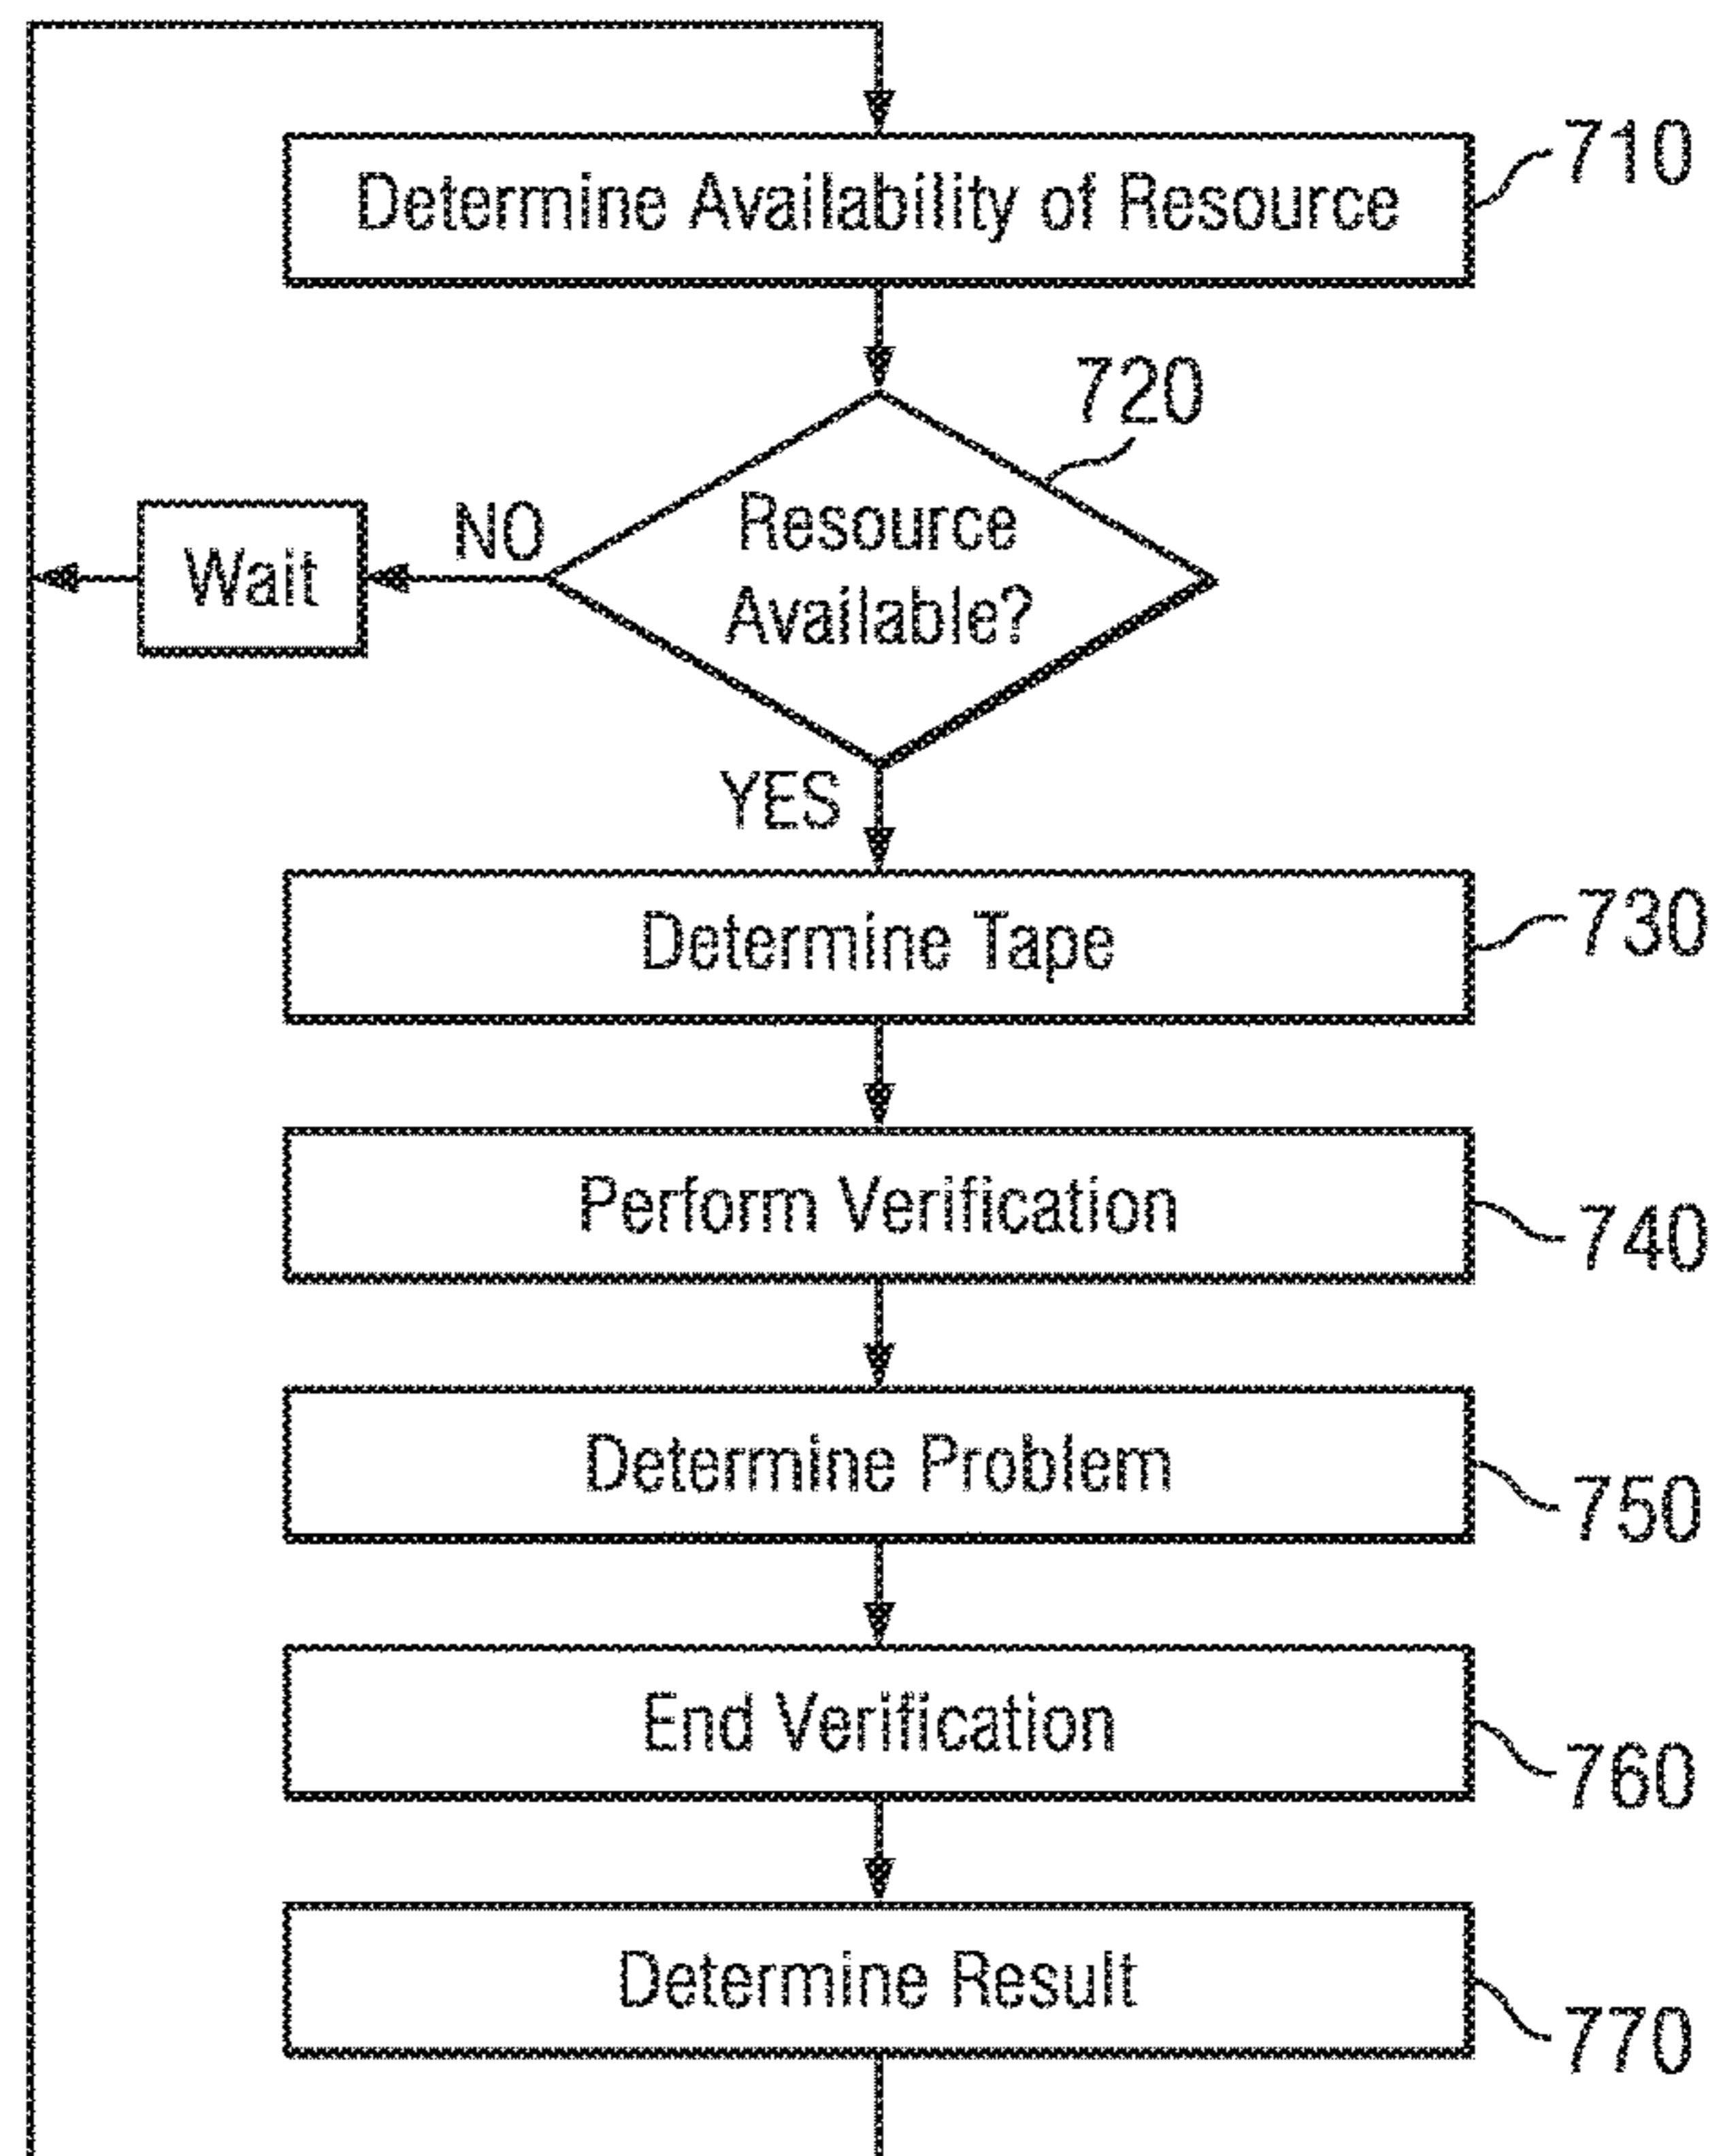 Determine Availability of Resource
710
720
Resource
Available?
NO
Wait
YES
Determine Tape
730
Perform Verification
740
Determine Problem
750
End Verification
760
Determine Result
770